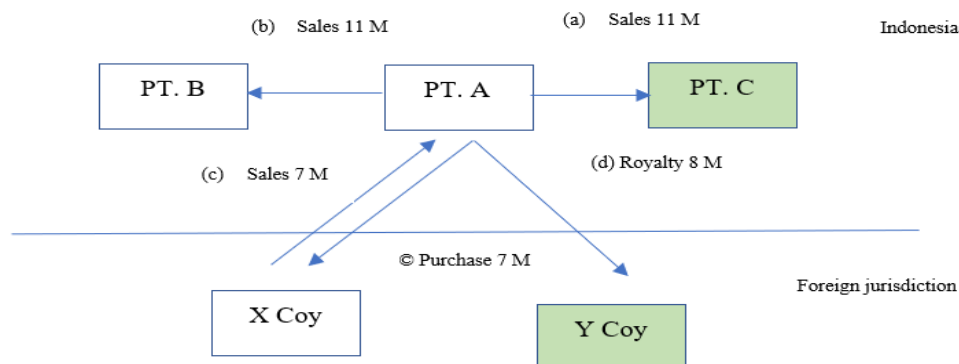 (b) Sales 11 M
(a) Sales 11 M
Indonesia
PT. B
PT. A
PT. C
(c) Sales 7 M
(d) Royalty 8 M
© Purchase 7 M
Foreign jurisdiction
X Coy
Y Coy